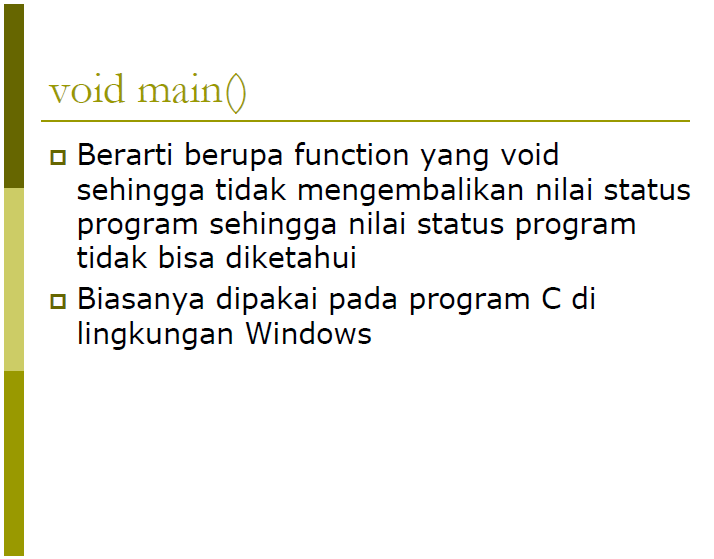 void main()
Berarti berupa function yang void
sehingga tidak mengembalikan nilai status
program sehingga nilai status program
tidak bisa diketahui
Biasanya dipakai pada program C di
lingkungan Windows